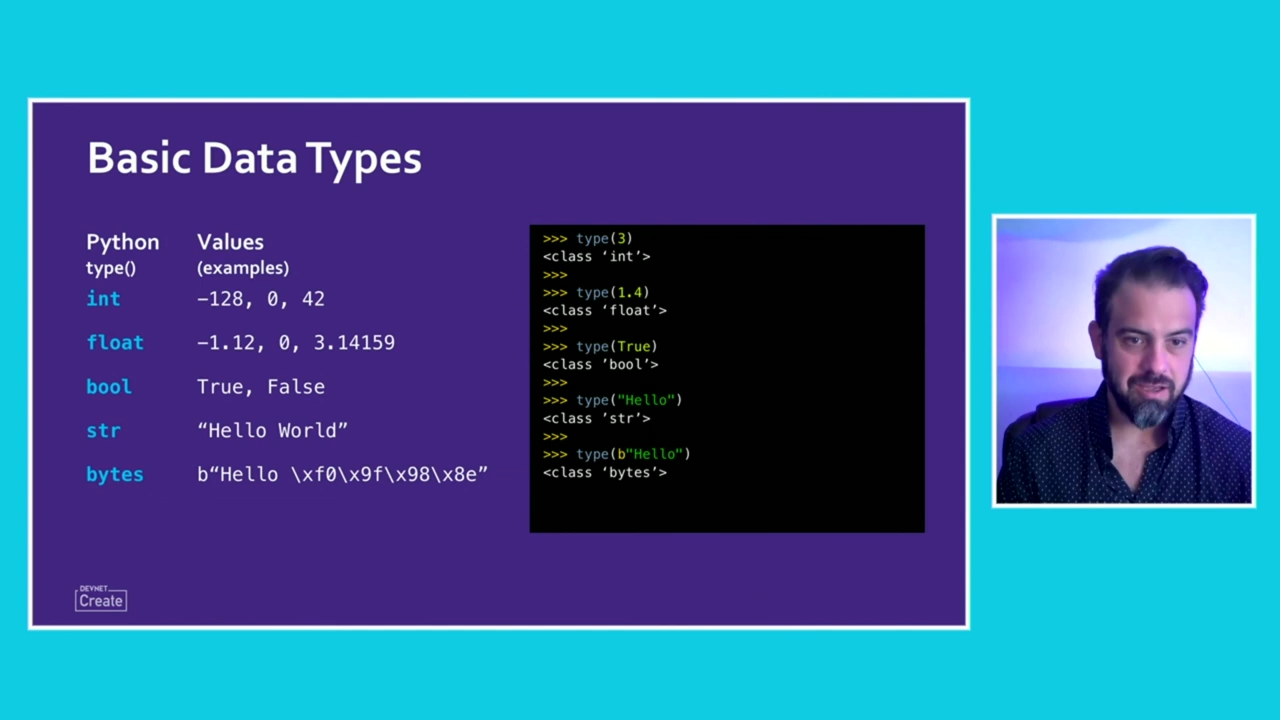 Basic Data Types
Python Values
type() (examples)
int −128, 0, 42
float −1.12, 0, 3.14159
bool True, False
str “Hello World”
bytes b“Hello \xf0\x9f\x98\x8e”
>>> type(3)
<class ‘int’>
>>>
>>> type(1.4)
<class ‘float’>
>>>
>>> type(True)
<class ’bool’>
>>>
>>> type("Hello")
<class ’str’>
>>>
>>> type(b"Hello")
<class ‘bytes’>
DEVNET
Create